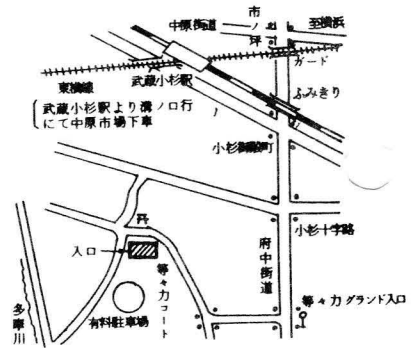 市ノ坪
中原街道
至横浜
ガード
東横線
武蔵小杉駅
ふみきり
武蔵小杉駅より溝ノ口行
にて中原市場下車
小杉御殿町
小杉十字路
入口
府中街道
等々力コート
等々力グランド入口
有料駐車場
多摩川